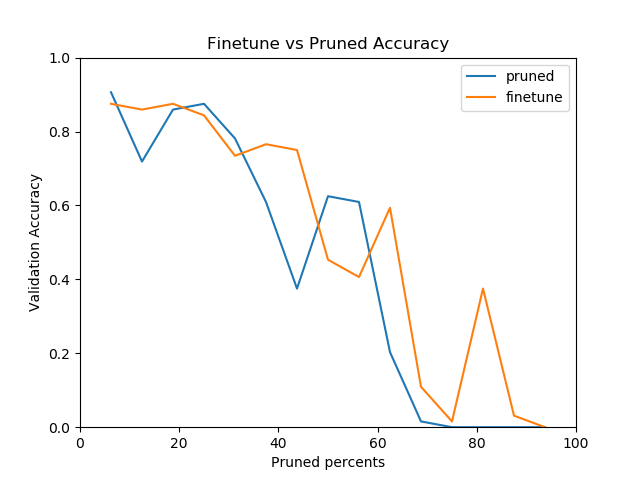 Finetune vs Pruned Accuracy
1.0
0.8
0.6
0.4
0.2
0.0
Validation Accuracy
pruned
finetune
0 20 40 60 80 100
Pruned percents